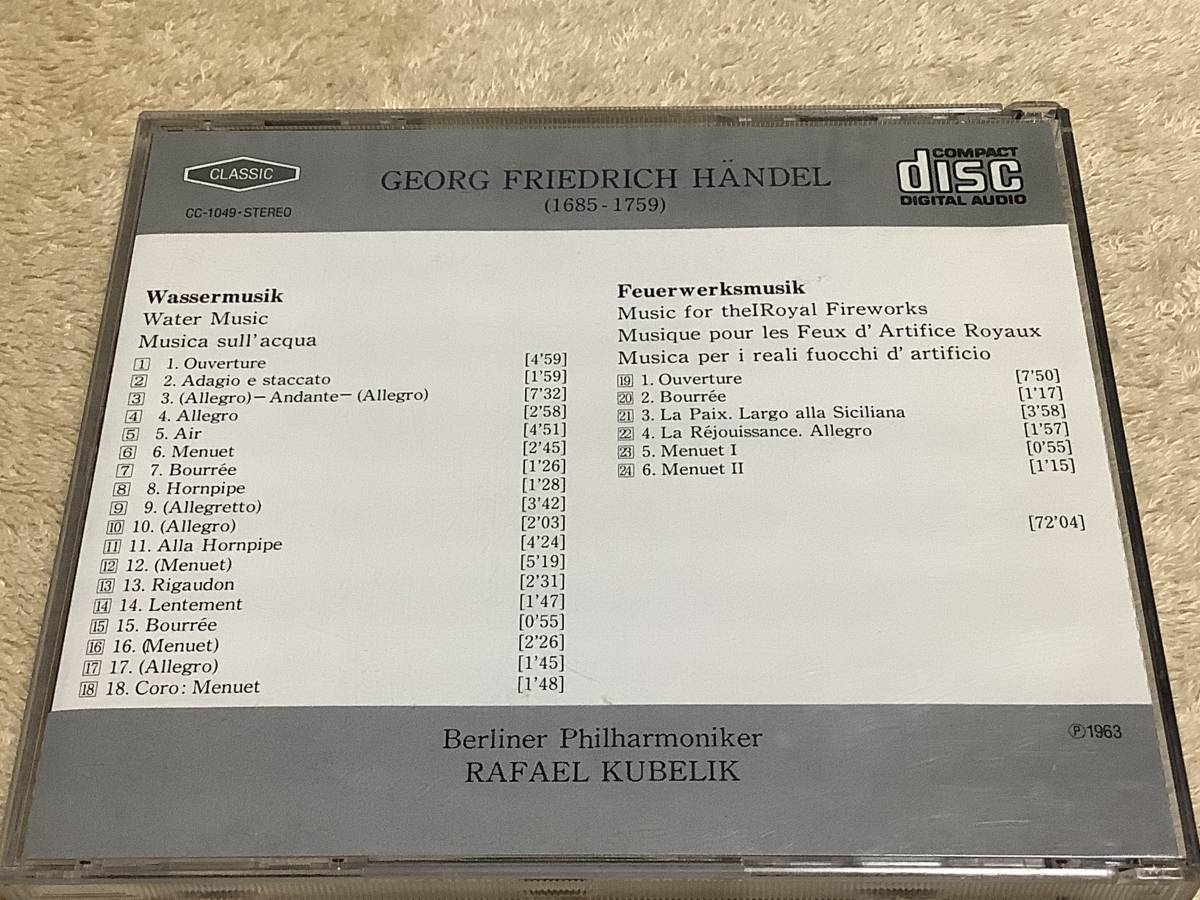 CLASSIC
CC-1049・STEREO
GEORG FRIEDRICH HÄNDEL
(1685-1759)
COMPACT
disc
DIGITAL AUDIO
Wassermusik
Water Music
Musica sull'acqua
1 1. Ouverture [4'59]
2 2. Adagio e staccato [1'59]
3 3. (Allegro)−Andante−(Allegro) [7'32]
4 4. Allegro [2'58]
5 5. Air [4'51]
6 6. Menuet [2'45]
7 7. Bourrée [1'26]
8 8. Hornpipe [1'28]
9 9. (Allegretto) [3'42]
10 10. (Allegro) [2'03]
11 11. Alla Hornpipe [4'24]
12 12. (Menuet) [5'19]
13 13. Rigaudon [2'31]
14 14. Lentement [1'47]
15 15. Bourrée [0'55]
16 16. (Menuet) [2'26]
17 17. (Allegro) [1'45]
18 18. Coro: Menuet [1'48]
Feuerwerksmusik
Music for theIRoyal Fireworks
Musique pour les Feux d' Artifice Royaux
Musica per i reali fuocchi d' artificio
19 1. Ouverture [7'50]
20 2. Bourrée [1'17]
21 3. La Paix. Largo alla Siciliana [3'58]
22 4. La Réjouissance. Allegro [1'57]
23 5. Menuet I [0'55]
24 6. Menuet II [1'15]
[72'04]
Berliner Philharmoniker
RAFAEL KUBELIK
℗1963